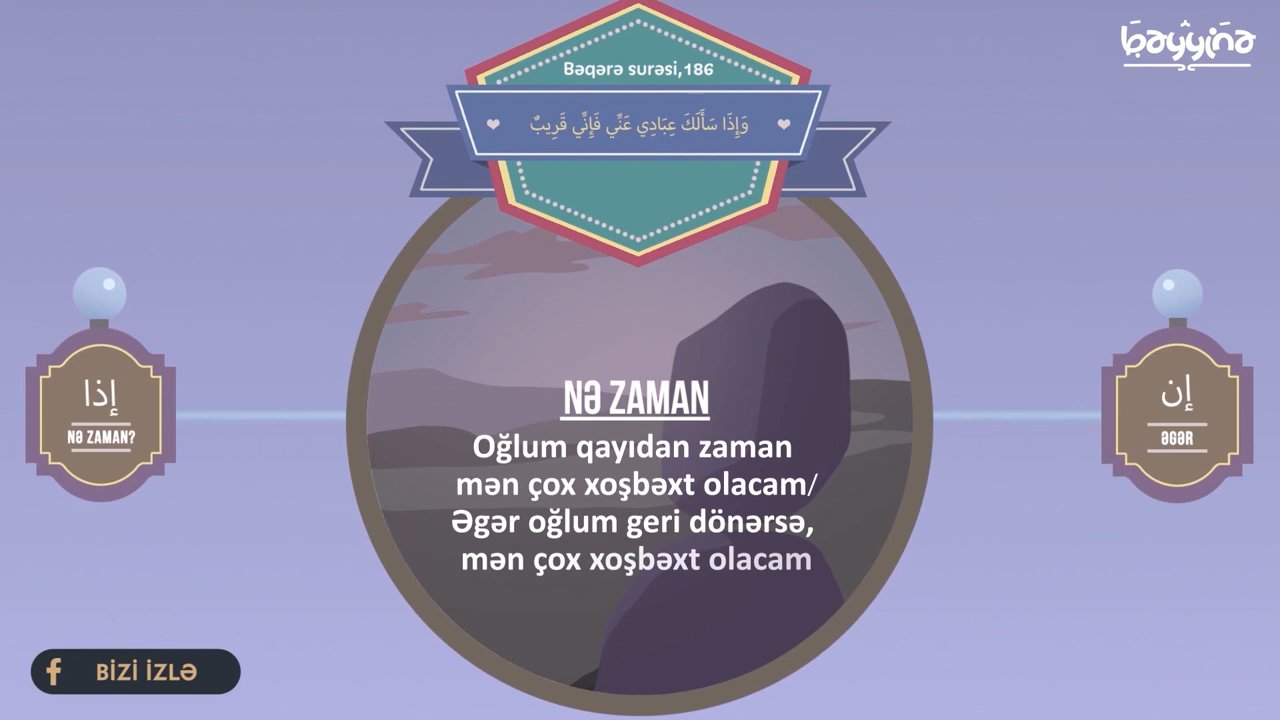 bəyyinə
Bəqərə surəsi,186
وَإِذَا سَأَلَكَ عِبَادِي عَنِّي فَإِنِّي قَرِيبٌ
إذا
NƏ ZAMAN?
NƏ ZAMAN
Oğlum qayıdan zaman
mən çox xoşbəxt olacam/
Əgər oğlum geri dönərsə,
mən çox xoşbəxt olacam
إن
ƏGƏR
BİZİ İZLƏ